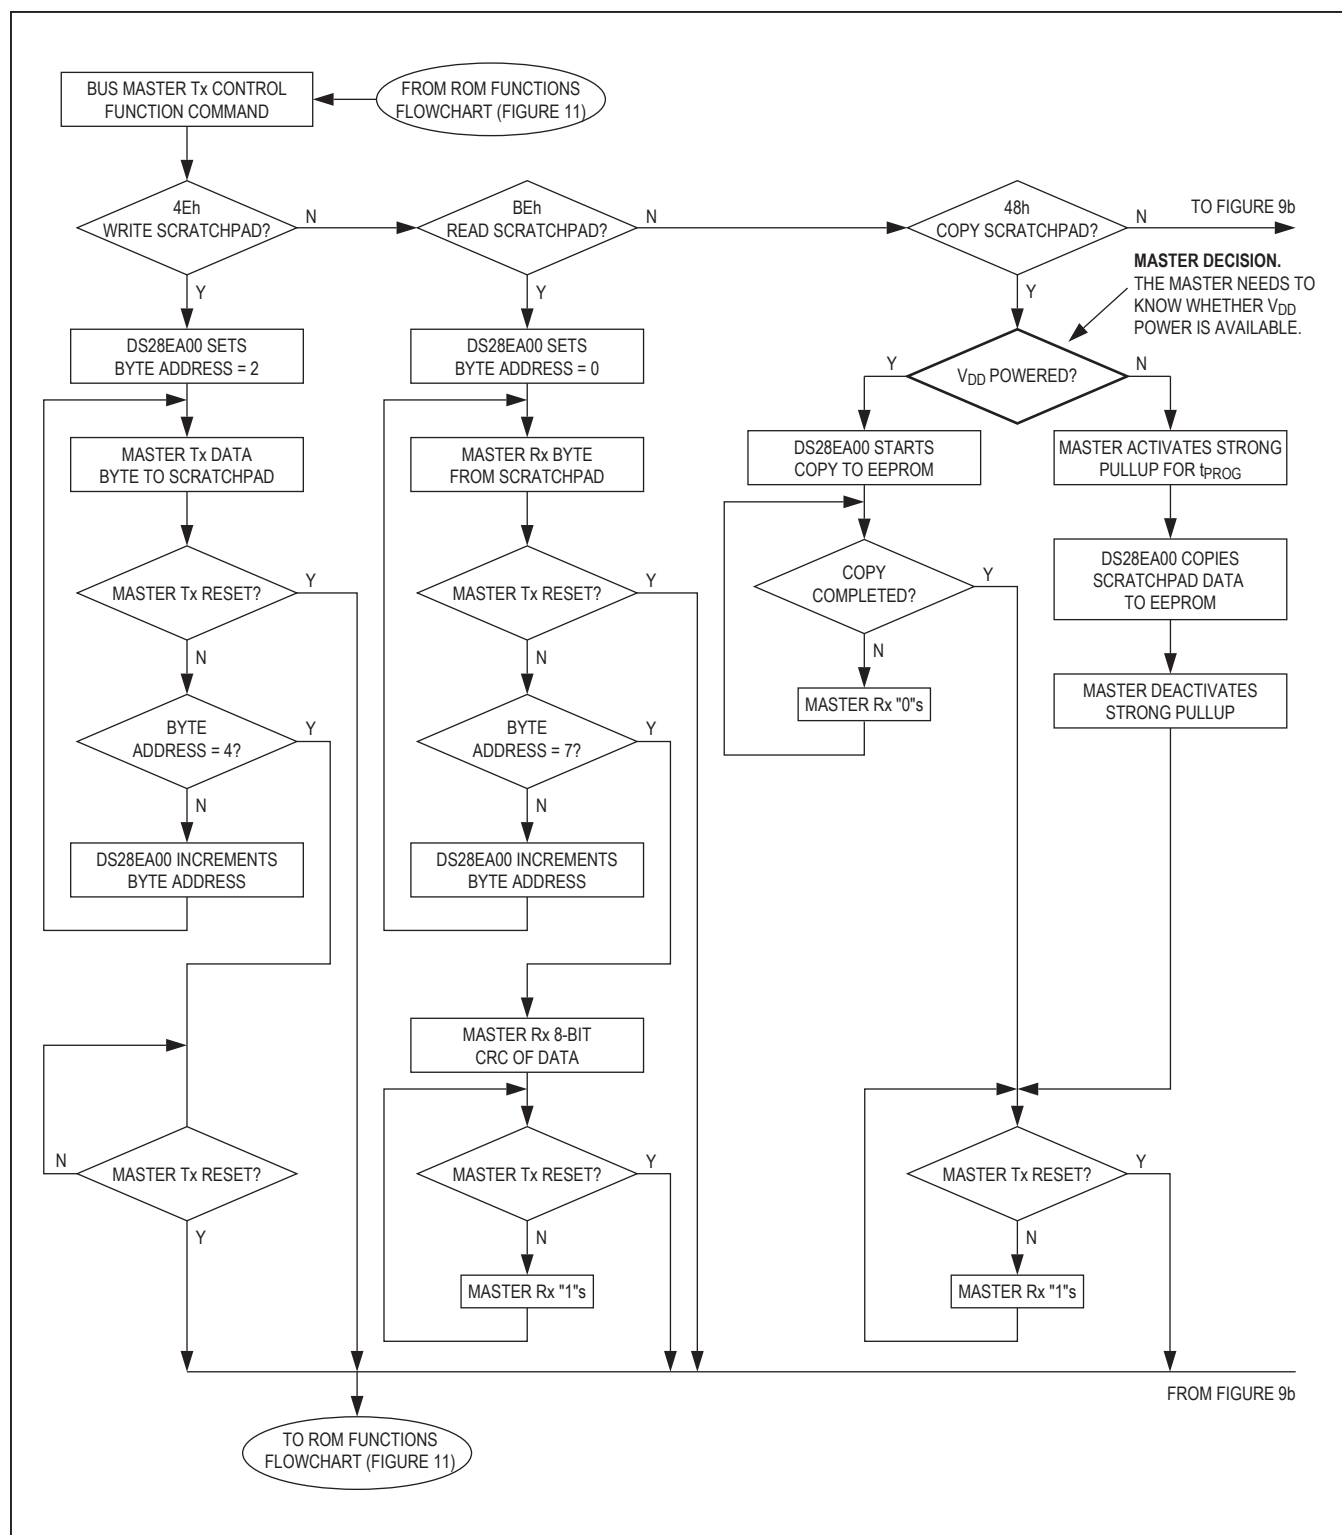 BUS MASTER Tx CONTROL
FUNCTION COMMAND
FROM ROM FUNCTIONS
FLOWCHART (FIGURE 11)
4Eh
WRITE SCRATCHPAD?
N
Y
BEh
READ SCRATCHPAD?
N
Y
48h
COPY SCRATCHPAD?
N
Y
TO FIGURE 9b
MASTER DECISION.
THE MASTER NEEDS TO
KNOW WHETHER VDD
POWER IS AVAILABLE.
DS28EA00 SETS
BYTE ADDRESS = 2
MASTER Tx DATA
BYTE TO SCRATCHPAD
MASTER Tx RESET?
Y
N
BYTE
ADDRESS = 4?
Y
N
DS28EA00 INCREMENTS
BYTE ADDRESS
MASTER Tx RESET?
N
Y
DS28EA00 SETS
BYTE ADDRESS = 0
MASTER Rx BYTE
FROM SCRATCHPAD
MASTER Tx RESET?
Y
N
BYTE
ADDRESS = 7?
Y
N
DS28EA00 INCREMENTS
BYTE ADDRESS
MASTER Rx 8-BIT
CRC OF DATA
MASTER Tx RESET?
Y
N
MASTER Rx "1"s
VDD POWERED?
Y
N
DS28EA00 STARTS
COPY TO EEPROM
COPY
COMPLETED?
Y
N
MASTER Rx "0"s
MASTER ACTIVATES STRONG
PULLUP FOR tPROG
DS28EA00 COPIES
SCRATCHPAD DATA
TO EEPROM
MASTER DEACTIVATES
STRONG PULLUP
MASTER Tx RESET?
Y
N
MASTER Rx "1"s
FROM FIGURE 9b
TO ROM FUNCTIONS
FLOWCHART (FIGURE 11)